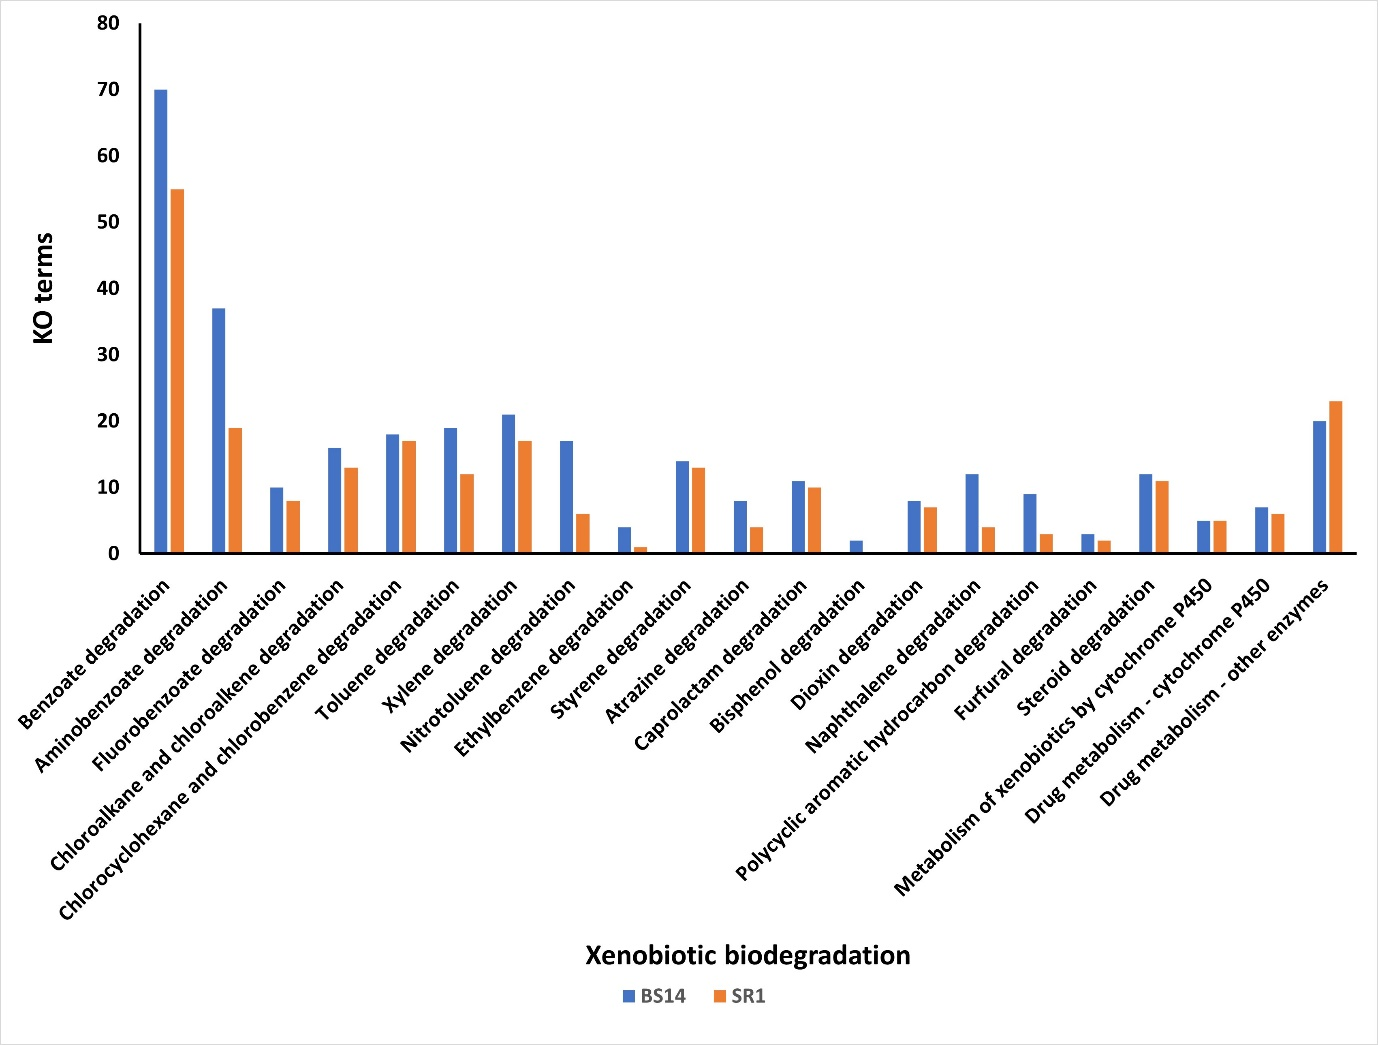 80
70
60
50
40
30
20
10
0
KO terms
Benzoate degradation
Aminobenzoate degradation
Fluorobenzoate degradation
Chloroalkane and chloroalkene degradation
Chlorocyclohexane and chlorobenzene degradation
Toluene degradation
Xylene degradation
Nitrotoluene degradation
Ethylbenzene degradation
Styrene degradation
Atrazine degradation
Caprolactam degradation
Bisphenol degradation
Dioxin degradation
Naphthalene degradation
Polycyclic aromatic hydrocarbon degradation
Furfural degradation
Steroid degradation
Metabolism of xenobiotics by cytochrome P450
Drug metabolism - cytochrome P450
Drug metabolism - other enzymes
Xenobiotic biodegradation
BS14 SR1